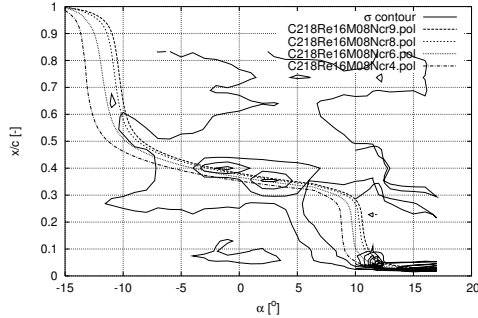 σ contour
C218Re16M08Ncr9.pol
C218Re16M08Ncr8.pol
C218Re16M08Ncr6.pol
C218Re16M08Ncr4.pol
x/c [-]
1
0.9
0.8
0.7
0.6
0.5
0.4
0.3
0.2
0.1
0
-15 -10 -5 0 5 10 15 20
α [°]